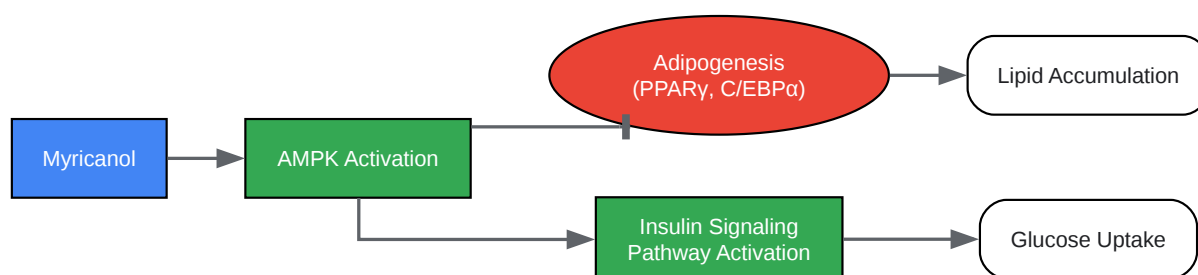 Adipogenesis
(PPARγ, C/EBPα)
Lipid Accumulation
Myricanol
AMPK Activation
Insulin Signaling
Pathway Activation
Glucose Uptake